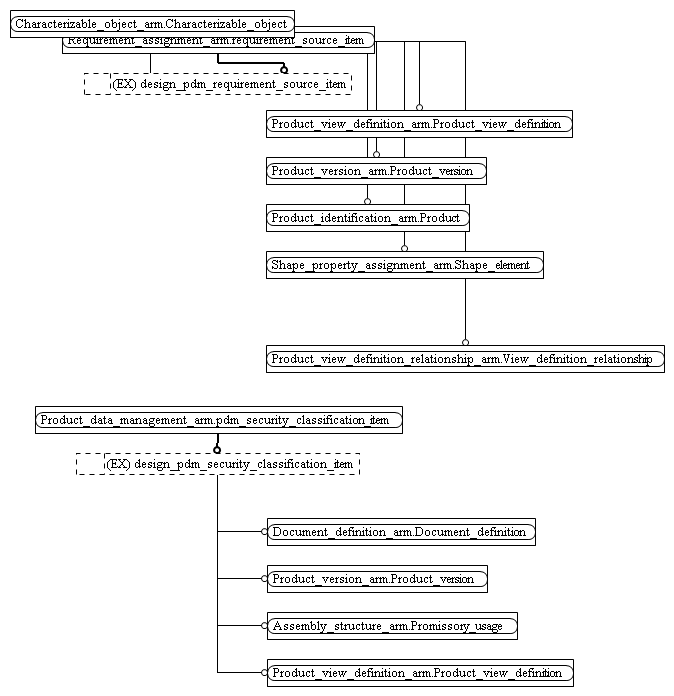 Characterizable_object_arm.Characterizable_object
Requirement_assignment_arm.requirement_source_item
(EX) design_pdm_requirement_source_item
Product_view_definition_arm.Product_view_definition
Product_version_arm.Product_version
Product_identification_arm.Product
Shape_property_assignment_arm.Shape_element
Product_view_definition_relationship_arm.View_definition_relationship
Product_data_management_arm.pdm_security_classification_item
(EX) design_pdm_security_classification_item
Document_definition_arm.Document_definition
Product_version_arm.Product_version
Assembly_structure_arm.Promissory_usage
Product_view_definition_arm.Product_view_definition